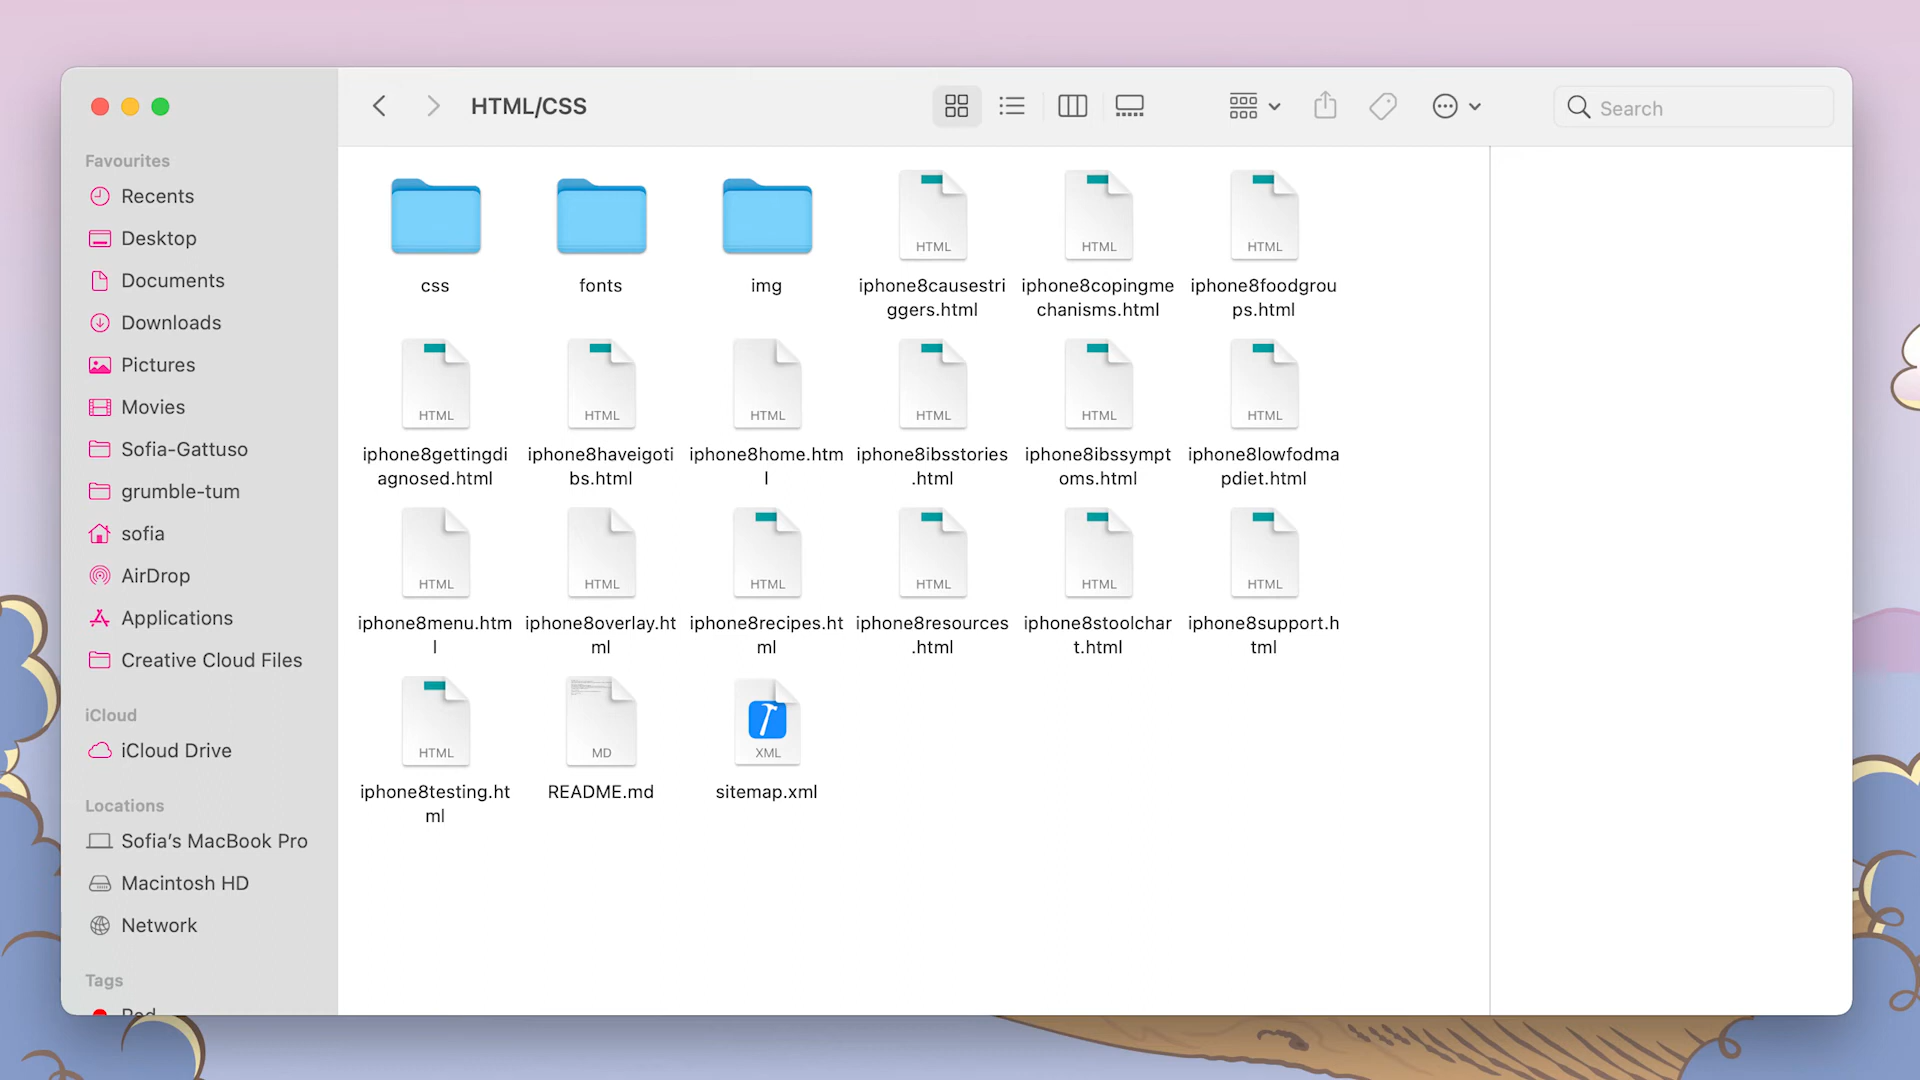 HTML/CSS
Search
Favourites
Recents
Desktop
Documents
Downloads
Pictures
Movies
Sofia-Gattuso
grumble-tum
sofia
AirDrop
Applications
Creative Cloud Files
iCloud
iCloud Drive
Locations
Sofia's MacBook Pro
Macintosh HD
Network
Tags
Red
css
fonts
img
HTML
iphone8causestri
ggers.html
HTML
iphone8copingme
chanisms.html
HTML
iphone8foodgrou
ps.html
HTML
iphone8gettingdi
agnosed.html
HTML
iphone8haveigoti
bs.html
HTML
iphone8home.htm
l
HTML
iphone8ibsstories
.html
HTML
iphone8ibssympt
oms.html
HTML
iphone8lowfodma
pdiet.html
HTML
iphone8menu.htm
l
HTML
iphone8overlay.ht
ml
HTML
iphone8recipes.ht
ml
HTML
iphone8resources
.html
HTML
iphone8stoolchar
t.html
HTML
iphone8support.h
tml
HTML
iphone8testing.ht
ml
MD
README.md
XML
sitemap.xml